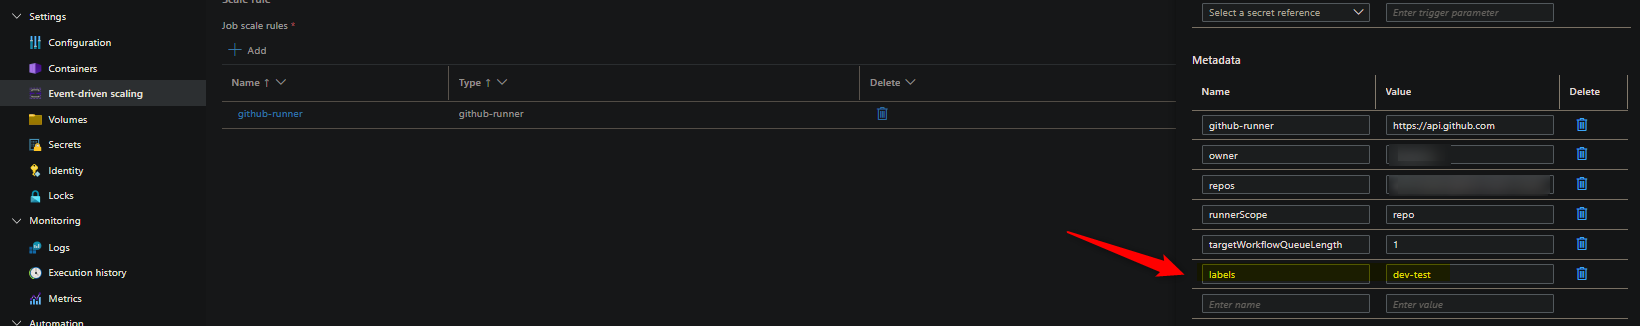 Settings
Configuration
Containers
Event-driven scaling
Volumes
Secrets
Identity
Locks
Monitoring
Logs
Execution history
Metrics
Automation
Scale rule
Job scale rules *
+ Add
Name ↑ Type ↑ Delete
github-runner github-runner
Select a secret reference Enter trigger parameter
Metadata
Name Value Delete
github-runner https://api.github.com
owner
repos
runnerScope repo
targetWorkflowQueueLength 1
labels dev-test
Enter name Enter value